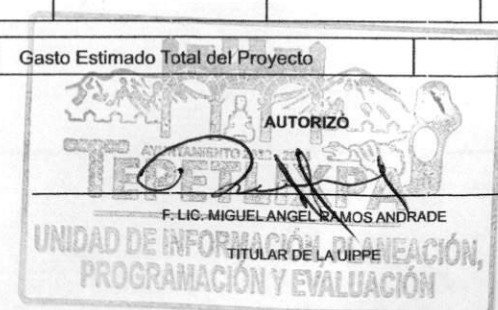 Gasto Estimado Total del Proyecto
AUTORIZÓ
AYUNTAMIENTO
TEPETLIXPA
F. LIC. MIGUEL ANGEL RAMOS ANDRADE
TITULAR DE LA UIPPE
UNIDAD DE INFORMACIÓN, PLANEACIÓN,
PROGRAMACIÓN Y EVALUACIÓN